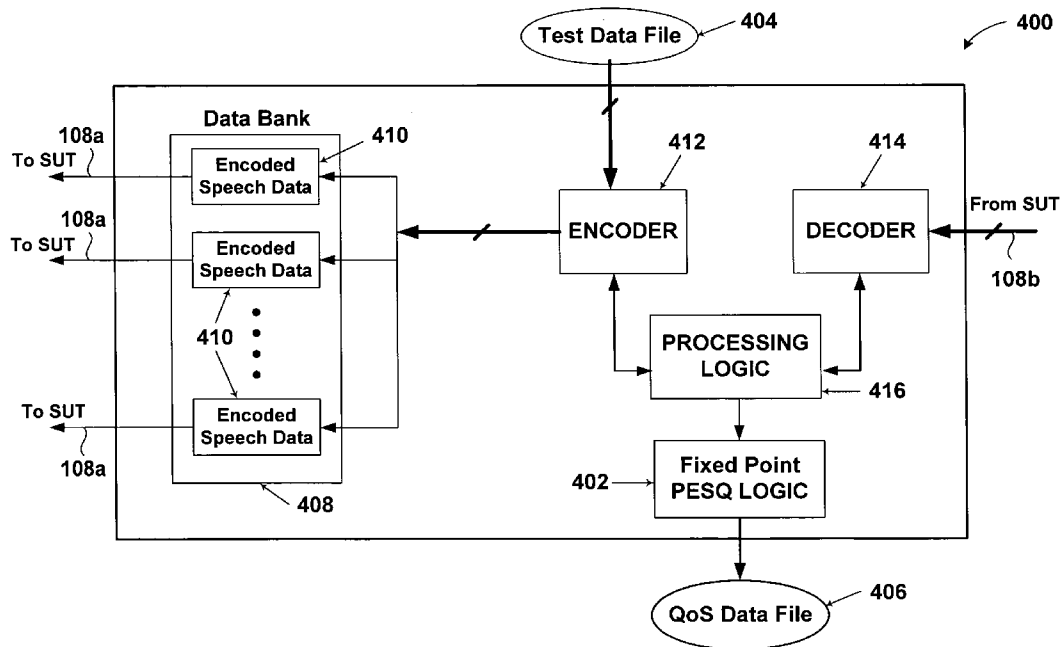 Test Data File
404
400
Data Bank
108a
To SUT
Encoded
Speech Data
410
412
414
108a
To SUT
Encoded
Speech Data
ENCODER
DECODER
From SUT
108b
410
PROCESSING
LOGIC
416
To SUT
108a
Encoded
Speech Data
408
402
Fixed Point
PESQ LOGIC
QoS Data File
406